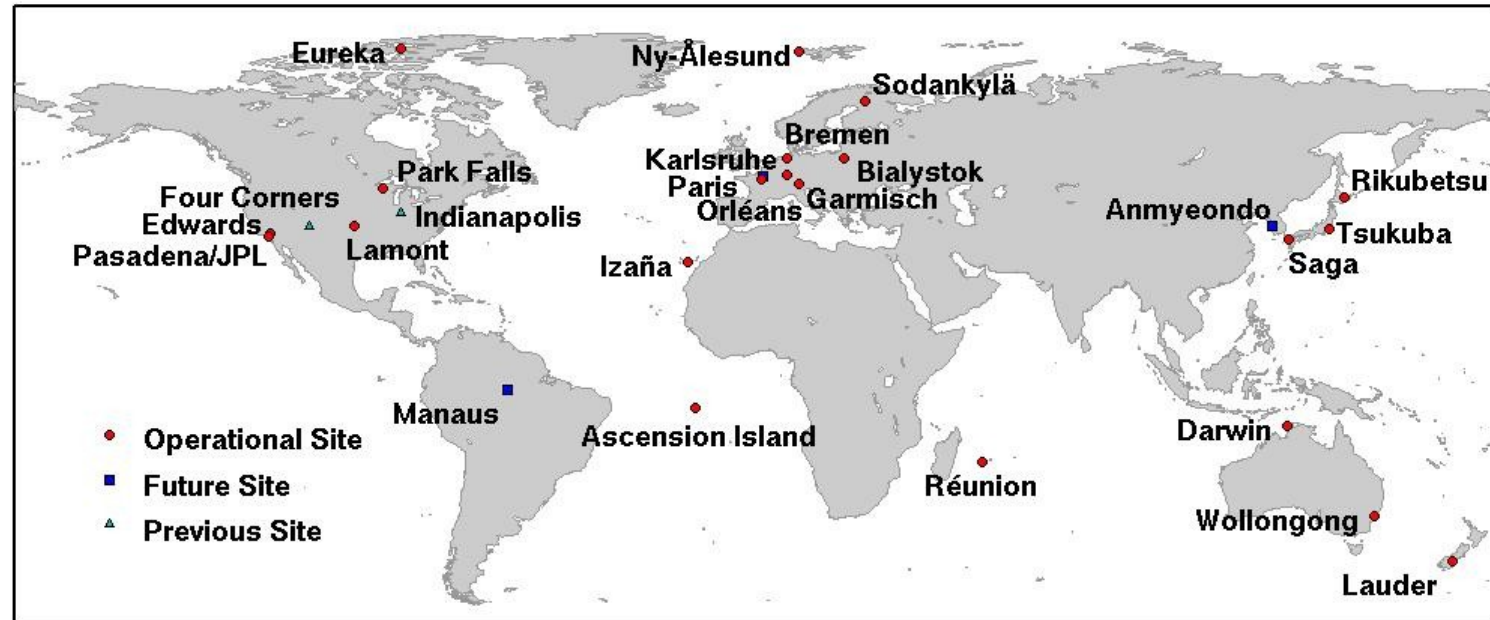 Eureka
Ny-Ålesund
Sodankylä
Bremen
Park Falls
Karlsruhe
Bialystok
Four Corners
Paris
Garmisch
Rikubetsu
Indianapolis
Orléans
Anmyeondo
Edwards
Lamont
Tsukuba
Pasadena/JPL
Izaña
Saga
Manaus
Ascension Island
Darwin
Operational Site
Réunion
Future Site
Wollongong
Previous Site
Lauder